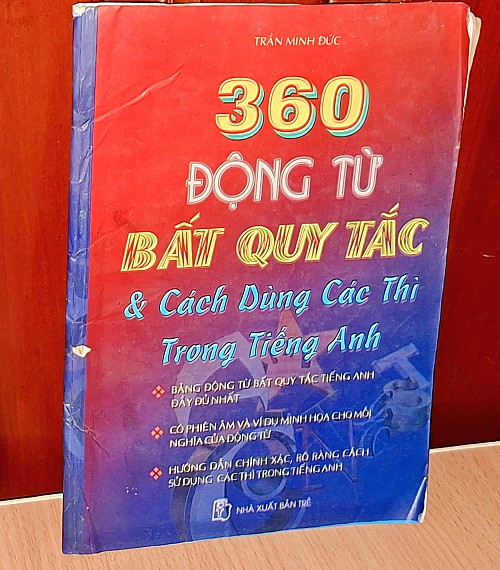 TRẦN MINH ĐỨC
360
ĐỘNG TỪ
BẤT QUY TẮC
& Cách Dùng Các Thì
Trong Tiếng Anh
BẢNG ĐỘNG TỪ BẤT QUY TẮC TIẾNG ANH
ĐẦY ĐỦ NHẤT
CÓ PHIÊN ÂM VÀ VÍ DỤ MINH HỌA CHO MỖI
NGHĨA CỦA ĐỘNG TỪ
HƯỚNG DẪN CHÍNH XÁC, RÕ RÀNG CÁCH
SỬ DỤNG CÁC THÌ TRONG TIẾNG ANH
NHÀ XUẤT BẢN TRẺ